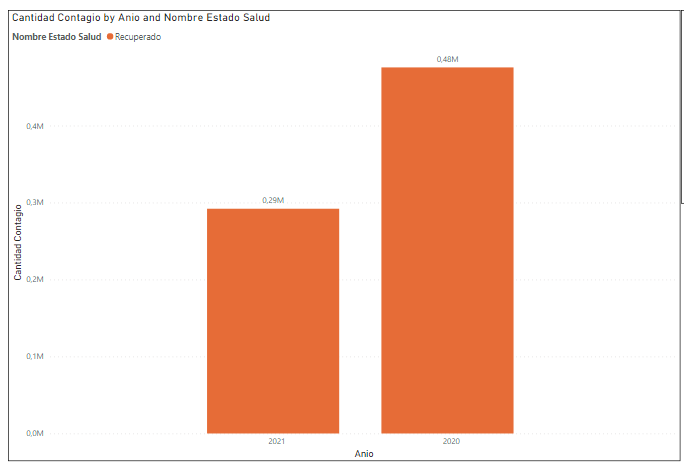 Cantidad Contagio by Anio and Nombre Estado Salud
Nombre Estado Salud Recuperado
0,48M
0,4M
0,3M
0,29M
0,2M
0,1M
0,0M
Cantidad Contagio
2021 2020
Anio